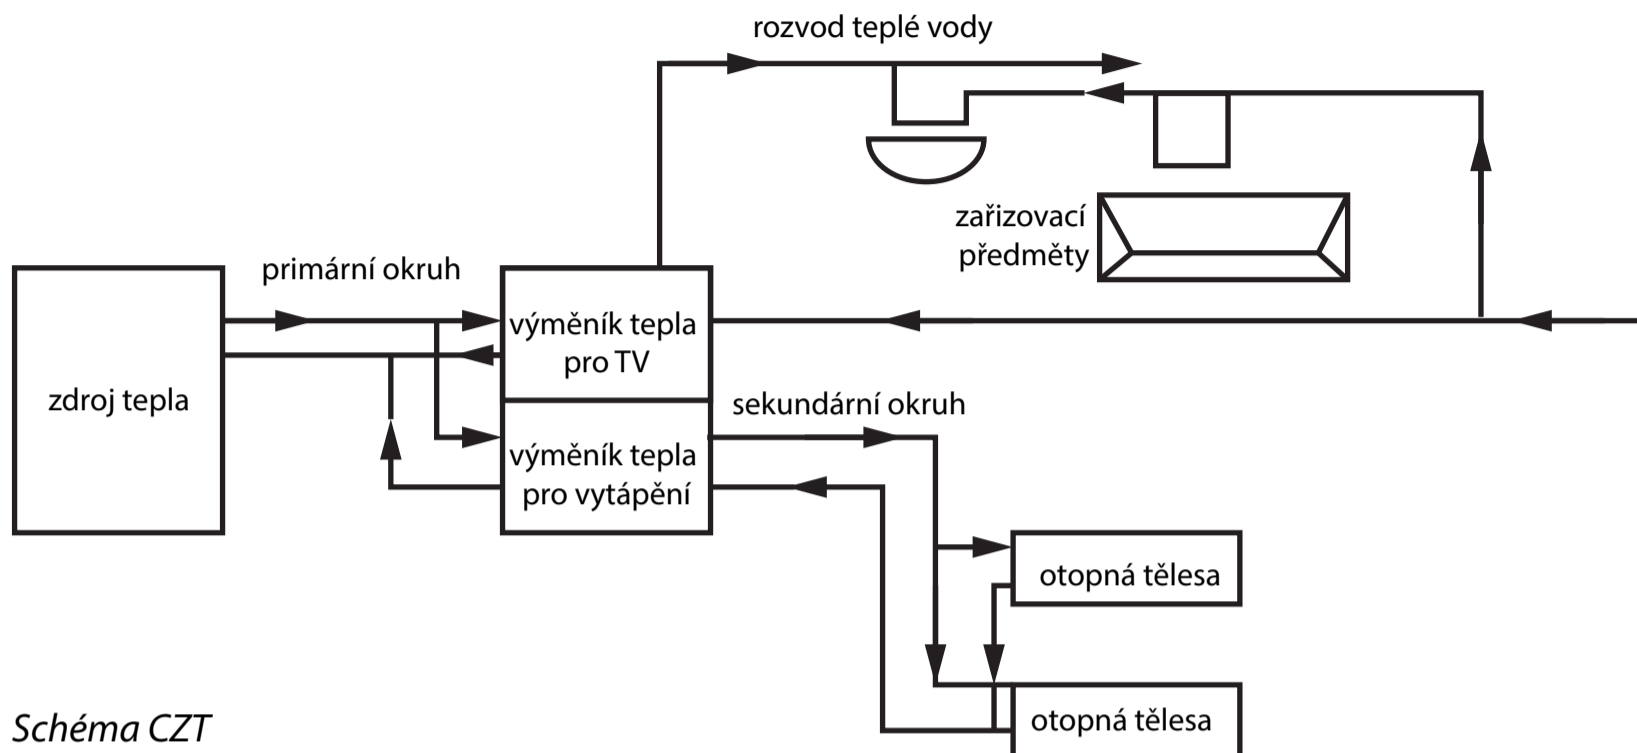 rozvod teplé vody
zařizovací
předměty
primární okruh
výměník tepla
pro TV
zdroj tepla
sekundární okruh
výměník tepla
pro vytápění
otopná tělesa
otopná tělesa
Schéma CZT